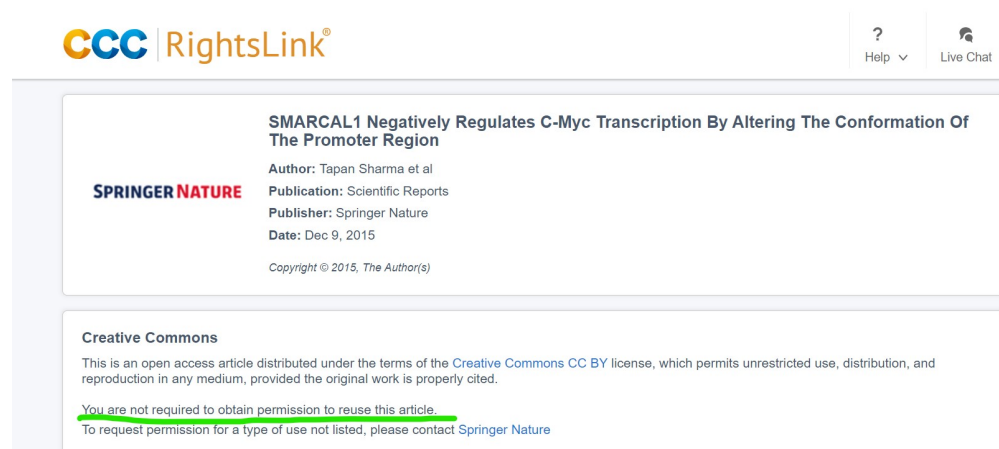 CCC RightsLink®
?
Help
Live Chat
SMARCAL1 Negatively Regulates C-Myc Transcription By Altering The Conformation Of
The Promoter Region
Author: Tapan Sharma et al
SPRINGER NATURE
Publication: Scientific Reports
Publisher: Springer Nature
Date: Dec 9, 2015
Copyright © 2015, The Author(s)
Creative Commons
This is an open access article distributed under the terms of the Creative Commons CC BY license, which permits unrestricted use, distribution, and
reproduction in any medium, provided the original work is properly cited.
You are not required to obtain permission to reuse this article.
To request permission for a type of use not listed, please contact Springer Nature